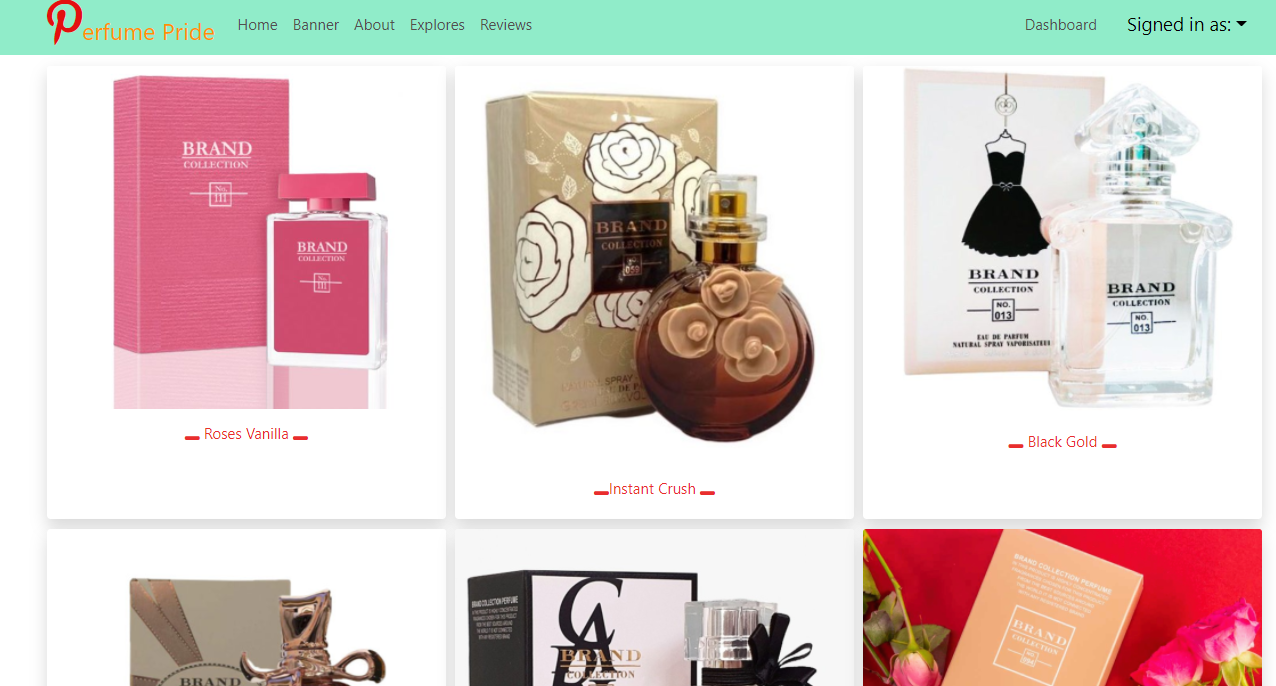 Perfume Pride Home Banner About Explores Reviews Dashboard Signed in as:
BRAND
COLLECTION
No.
111
BRAND
COLLECTION
No.
111
Roses Vanilla
BRAND
COLLECTION
No.
059
Instant Crush
BRAND
COLLECTION
NO.
013
EAU DE PARFUM
NATURAL SPRAY VAPORISATEUR
BRAND
COLLECTION
NO.
013
Black Gold
BRAND
BRAND COLLECTION PERFUME
BRAND
COLLECTION
BRAND COLLECTION PERFUME
BRAND
COLLECTION